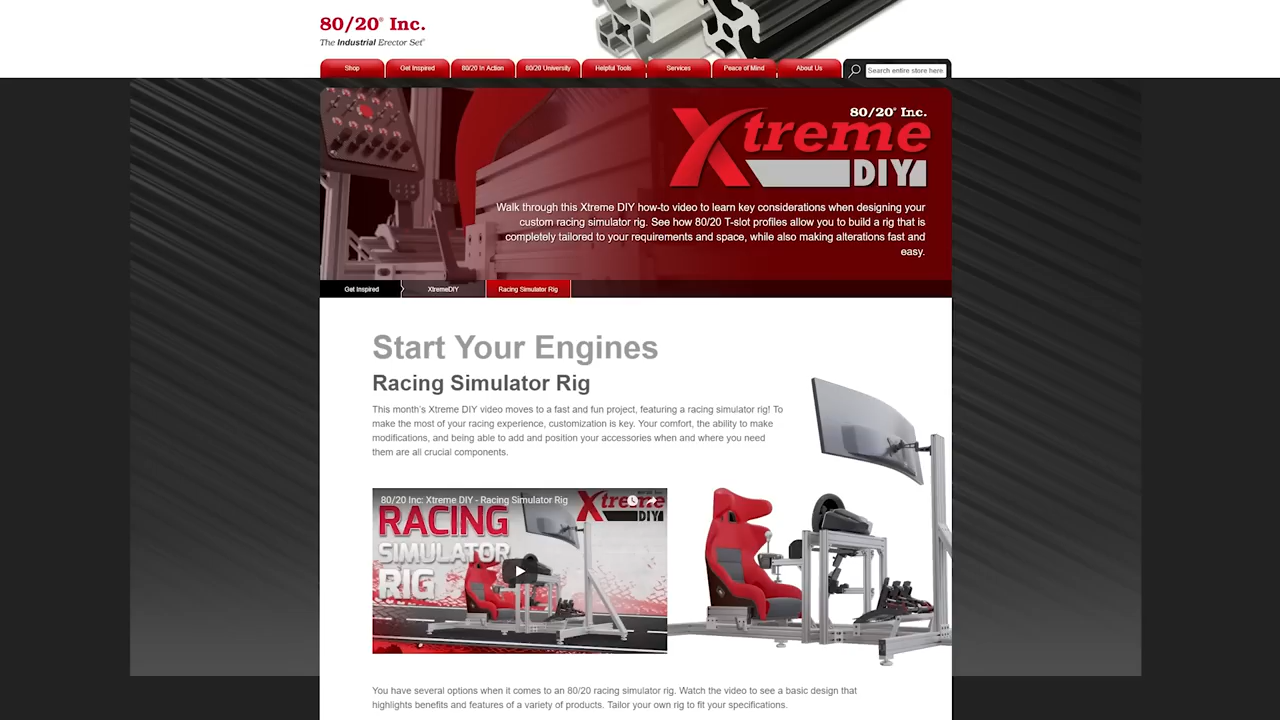 80/20® Inc.
The Industrial Erector Set®
Shop
Get Inspired
80/20 In Action
80/20 University
Helpful Tools
Services
Peace of Mind
About Us
Search entire store here
80/20® Inc.
Xtreme
DIY
Walk through this Xtreme DIY how-to video to learn key considerations when designing your
custom racing simulator rig. See how 80/20 T-slot profiles allow you to build a rig that is
completely tailored to your requirements and space, while also making alterations fast and
easy.
Get Inspired
XtremeDIY
Racing Simulator Rig
Start Your Engines
Racing Simulator Rig
This month's Xtreme DIY video moves to a fast and fun project, featuring a racing simulator rig! To
make the most of your racing experience, customization is key. Your comfort, the ability to make
modifications, and being able to add and position your accessories when and where you need
them are all crucial components.
80/20 Inc: Xtreme DIY - Racing Simulator Rig
Xtreme
DIY
RACING
SIMULATOR
RIG
You have several options when it comes to an 80/20 racing simulator rig. Watch the video to see a basic design that
highlights benefits and features of a variety of products. Tailor your own rig to fit your specifications.